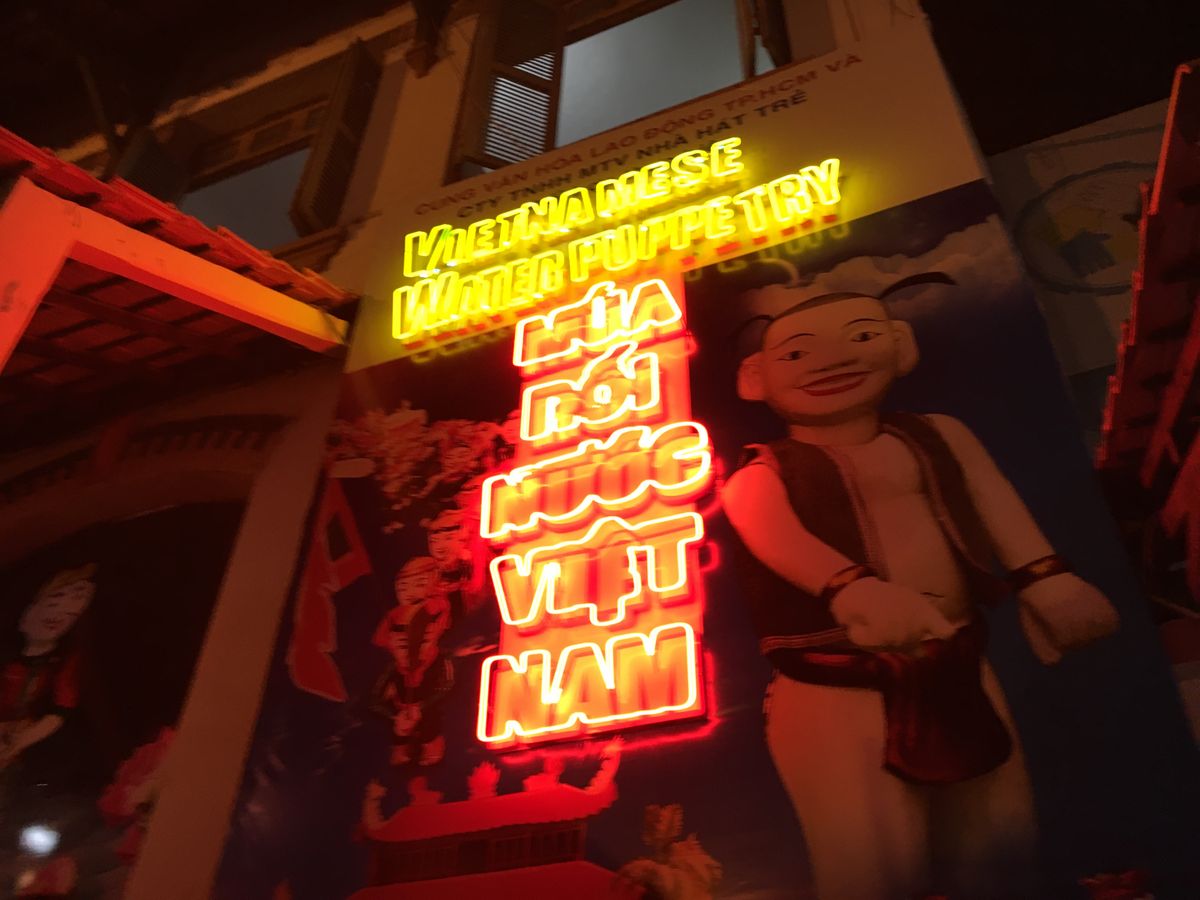 CUNG VĂN HÓA LAO ĐỘNG TP.HCM VÀ
CTY TNHH MTV NHÀ HÁT TRẺ
VIETNAMESE
WATER PUPPETRY
MÚA
RỐI
NƯỚC
VIỆT
NAM